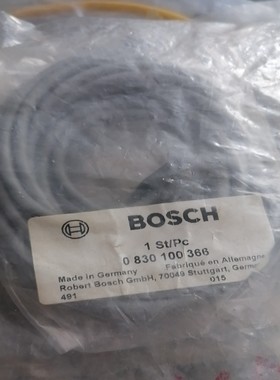 BOSCH
1 St/Pc
0 830 100 366
Made in Germany Fabriqué en Allemagne
Robert Bosch GmbH, 70049 Stuttgart, Germany
491 015